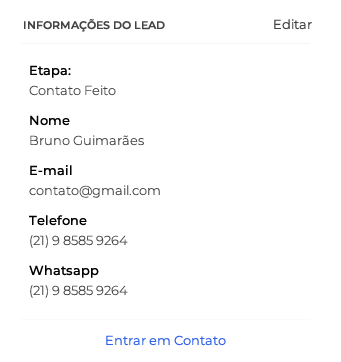 INFORMAÇÕES DO LEAD Editar
Etapa:
Contato Feito
Nome
Bruno Guimarães
E-mail
contato@gmail.com
Telefone
(21) 9 8585 9264
Whatsapp
(21) 9 8585 9264
Entrar em Contato